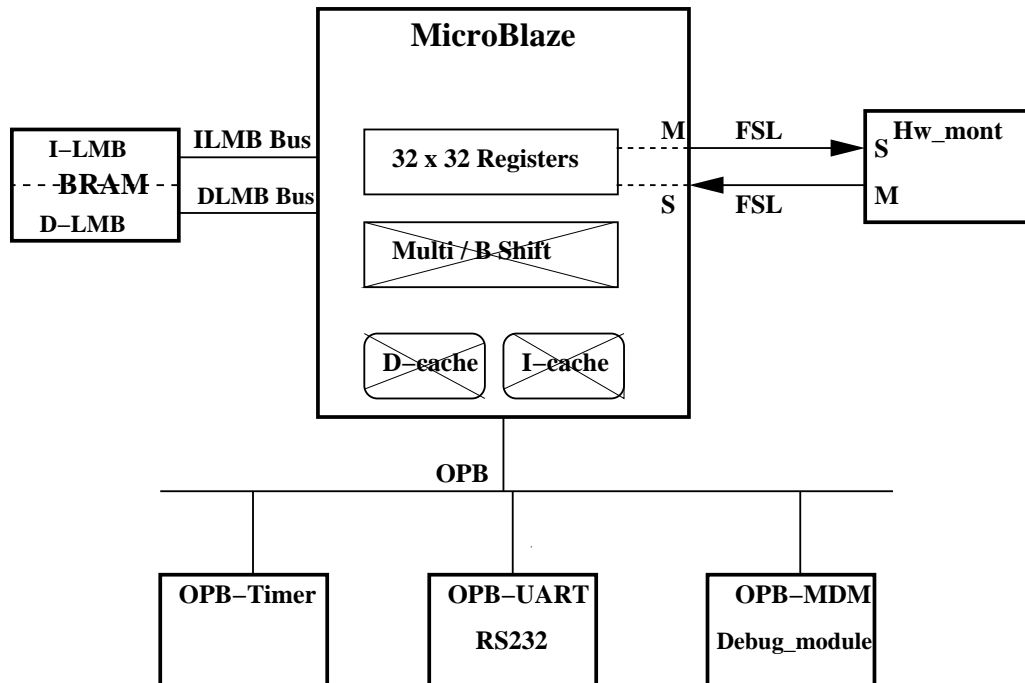 MicroBlaze
I–LMB
BRAM
D–LMB
ILMB Bus
DLMB Bus
32 x 32 Registers
Multi / B Shift
D–cache
I–cache
M
FSL
S
FSL
Hw_mont
S
M
OPB
OPB–Timer
OPB–UART
RS232
OPB–MDM
Debug_module